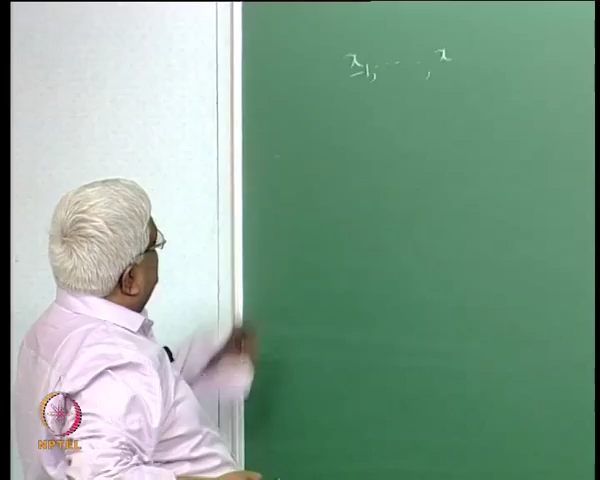 x₁, ..... , x
NPTEL